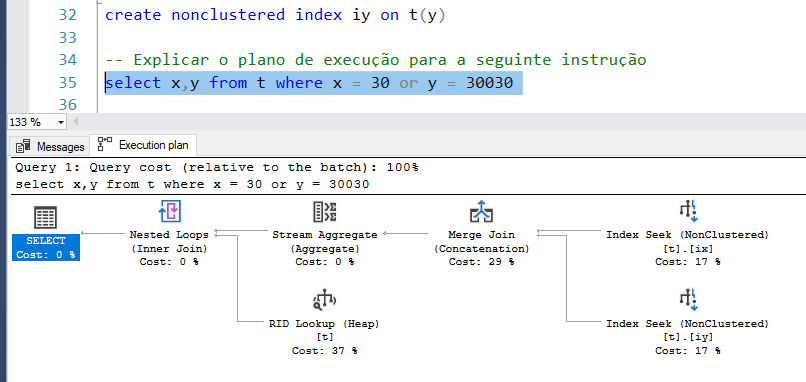 32 create nonclustered index iy on t(y)
33
34 -- Explicar o plano de execução para a seguinte instrução
35 select x,y from t where x = 30 or y = 30030
36
133 %
Messages Execution plan
Query 1: Query cost (relative to the batch): 100%
select x,y from t where x = 30 or y = 30030
SELECT
Cost: 0 %
Nested Loops
(Inner Join)
Cost: 0 %
Stream Aggregate
(Aggregate)
Cost: 0 %
Merge Join
(Concatenation)
Cost: 29 %
Index Seek (NonClustered)
[t].[ix]
Cost: 17 %
RID Lookup (Heap)
[t]
Cost: 37 %
Index Seek (NonClustered)
[t].[iy]
Cost: 17 %